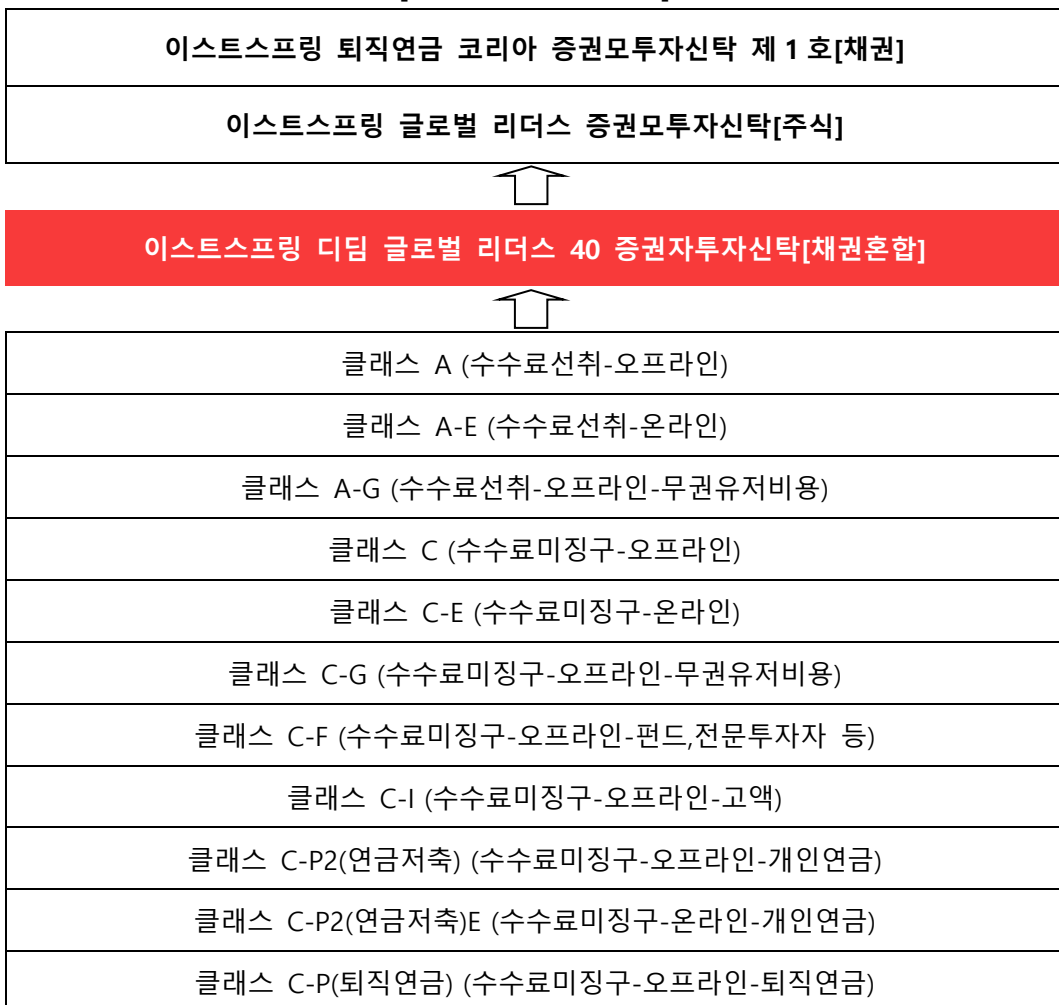 이스트스프링 퇴직연금 코리아 증권모투자신탁 제 1 호[채권]
이스트스프링 글로벌 리더스 증권모투자신탁[주식]
이스트스프링 디딤 글로벌 리더스 40 증권자투자신탁[채권혼합]
클래스 A (수수료선취-오프라인)
클래스 A-E (수수료선취-온라인)
클래스 A-G (수수료선취-오프라인-무권유저비용)
클래스 C (수수료미징구-오프라인)
클래스 C-E (수수료미징구-온라인)
클래스 C-G (수수료미징구-오프라인-무권유저비용)
클래스 C-F (수수료미징구-오프라인-펀드,전문투자자 등)
클래스 C-I (수수료미징구-오프라인-고액)
클래스 C-P2(연금저축) (수수료미징구-오프라인-개인연금)
클래스 C-P2(연금저축)E (수수료미징구-온라인-개인연금)
클래스 C-P(퇴직연금) (수수료미징구-오프라인-퇴직연금)